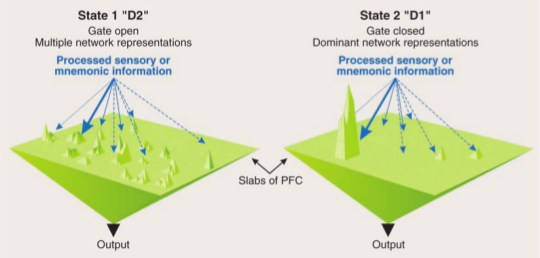 State 1 "D2"
Gate open
Multiple network representations
Processed sensory or
mnemonic information
State 2 "D1"
Gate closed
Dominant network representations
Processed sensory or
mnemonic information
Slabs of PFC
Output
Output